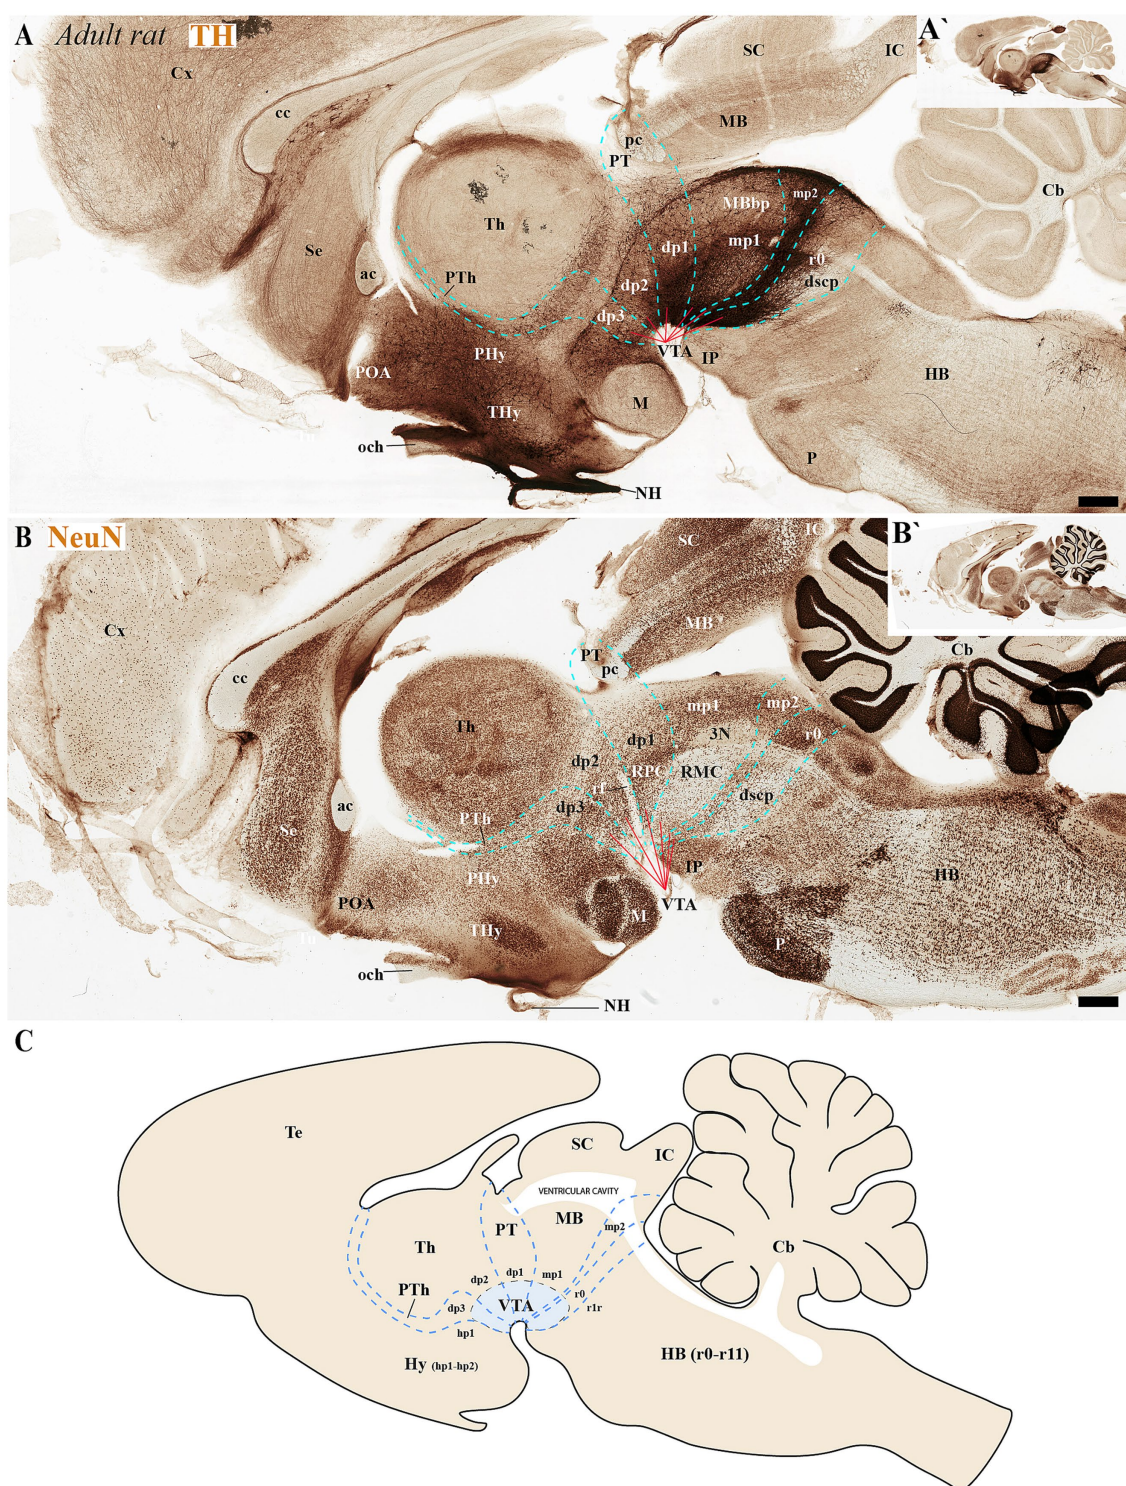 A Adult rat TH
A`
SC
IC
Cx
cc
MB
pc
PT
Cb
mp2
MBbp
Th
Se
mp1
dp1
r0
ac
PTh
dp2
dscp
dp3
VTA
IP
PHy
POA
HB
M
THy
och
P
NH
B NeuN
B`
IC
SC
MB
Cx
PT
Cb
pc
cc
mp2
mp1
Th
3N
r0
dp1
dp2
RPC
RMC
rf
dscp
ac
dp3
PTh
Se
IP
PHy
HB
POA
VTA
M
THy
Tu
P
och
NH
C
Te
SC
IC
VENTRICULAR CAVITY
MB
mp2
PT
Th
Cb
dp1
mp1
dp2
PTh
r0
VTA
dp3
r1r
hp1
HB (r0-r11)
Hy (hp1-hp2)